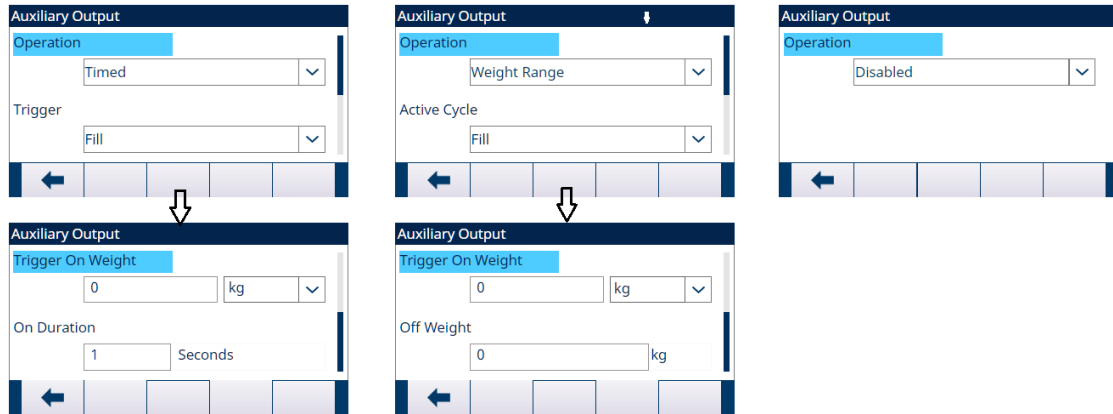 Auxiliary Output
Operation
Timed
Trigger
Fill
Auxiliary Output
Trigger On Weight
0 kg
On Duration
1 Seconds
Auxiliary Output
Operation
Weight Range
Active Cycle
Fill
Auxiliary Output
Trigger On Weight
0 kg
Off Weight
0 kg
Auxiliary Output
Operation
Disabled